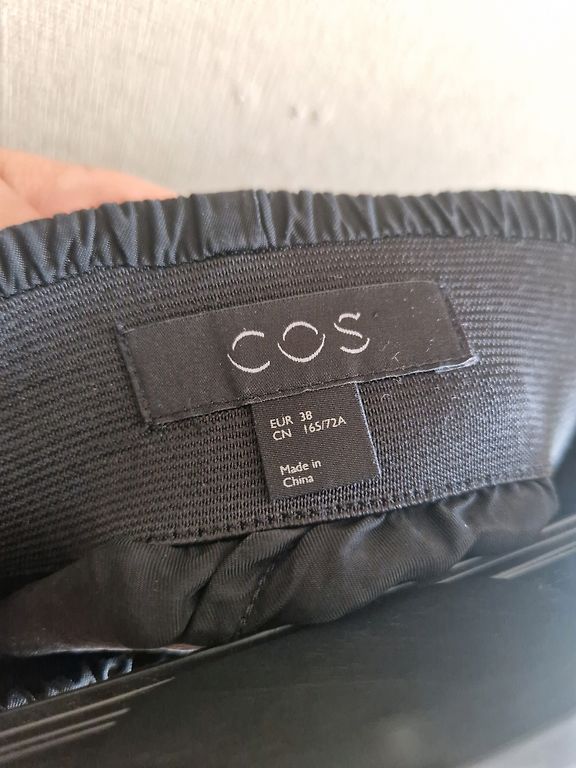 COS
EUR 38
CN 165/72A
Made in
China